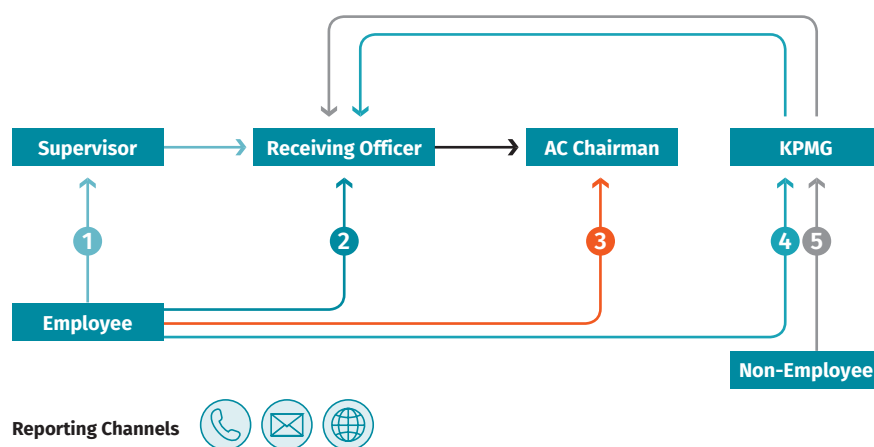 Supervisor
Receiving Officer
AC Chairman
KPMG
1
2
3
4
5
Employee
Non-Employee
Reporting Channels